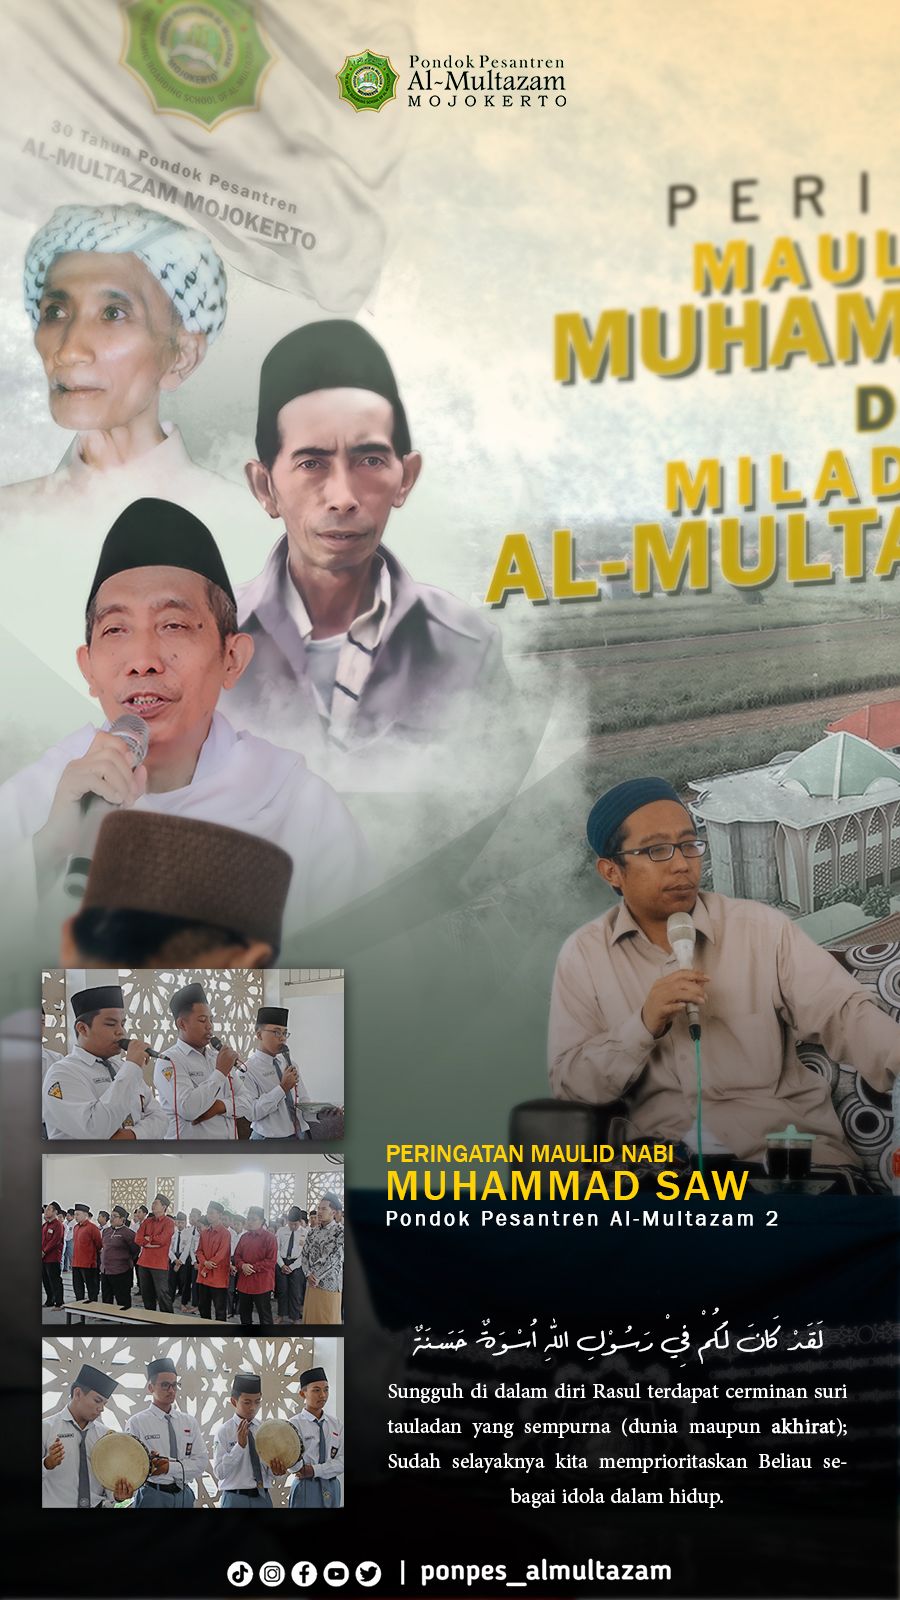 Pondok Pesantren
Al-Multazam
MOJOKERTO
30 Tahun Pondok Pesantren
AL-MULTAZAM MOJOKERTO
PERI
MAUL
MUHAM
D
MILAD
AL-MULTA
PERINGATAN MAULID NABI
MUHAMMAD SAW
Pondok Pesantren Al-Multazam 2
لَقَدْ كَانَ لَكُمْ فِيْ رَسُوْلِ اللهِ اُسْوَةٌ حَسَنَةٌ
Sungguh di dalam diri Rasul terdapat cerminan suri
tauladan yang sempurna (dunia maupun akhirat);
Sudah selayaknya kita memprioritaskan Beliau se-
bagai idola dalam hidup.
| ponpes_almultazam